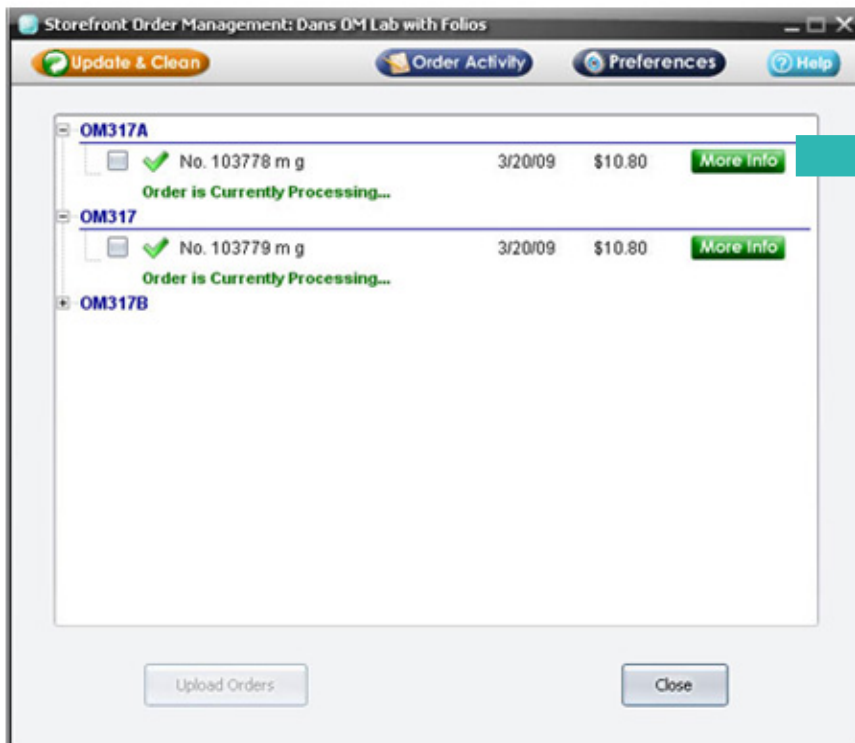 Storefront Order Management: Dans OM Lab with Folios
Update & Clean Order Activity Preferences ? Help
OM317A
No. 103778 m g 3/20/09 $10.80 More Info
Order is Currently Processing...
OM317
No. 103779 m g 3/20/09 $10.80 More Info
Order is Currently Processing...
OM317B
Upload Orders Close